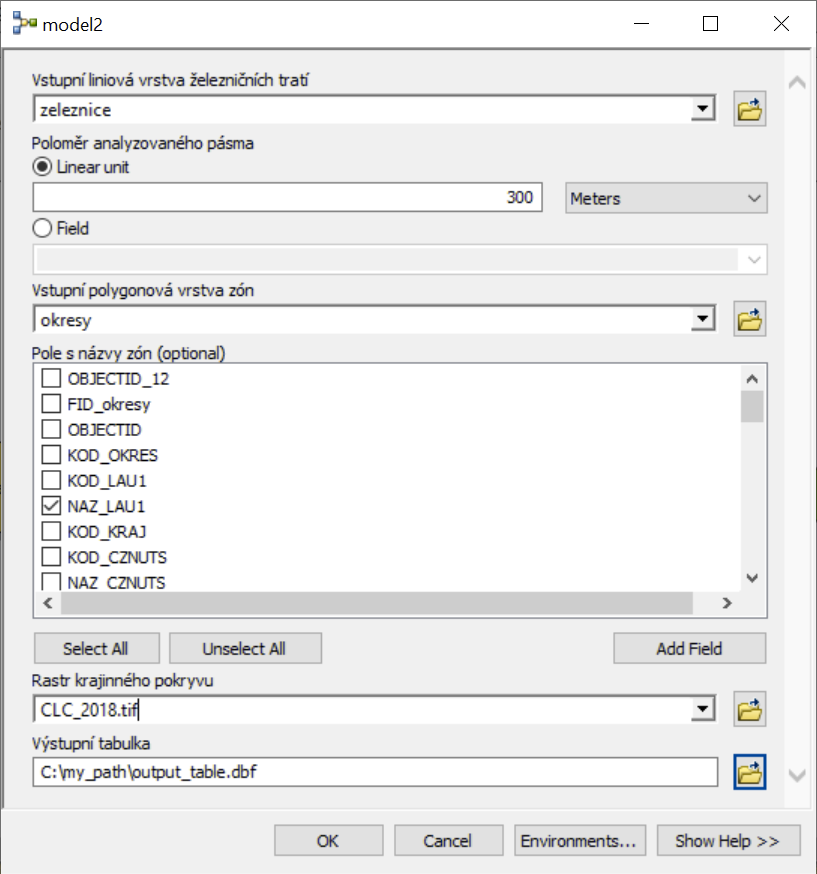 model2
Vstupní liniová vrstva železničních tratí
zeleznice
Poloměr analyzovaného pásma
Linear unit
300 Meters
Field
Vstupní polygonová vrstva zón
okresy
Pole s názvy zón (optional)
OBJECTID_12
FID_okresy
OBJECTID
KOD_OKRES
KOD_LAU1
NAZ_LAU1
KOD_KRAJ
KOD_CZNUTS
NAZ_CZNUTS
Select All Unselect All Add Field
Rastr krajinného pokryvu
CLC_2018.tif
Výstupní tabulka
C:\my_path\output_table.dbf
OK Cancel Environments... Show Help >>